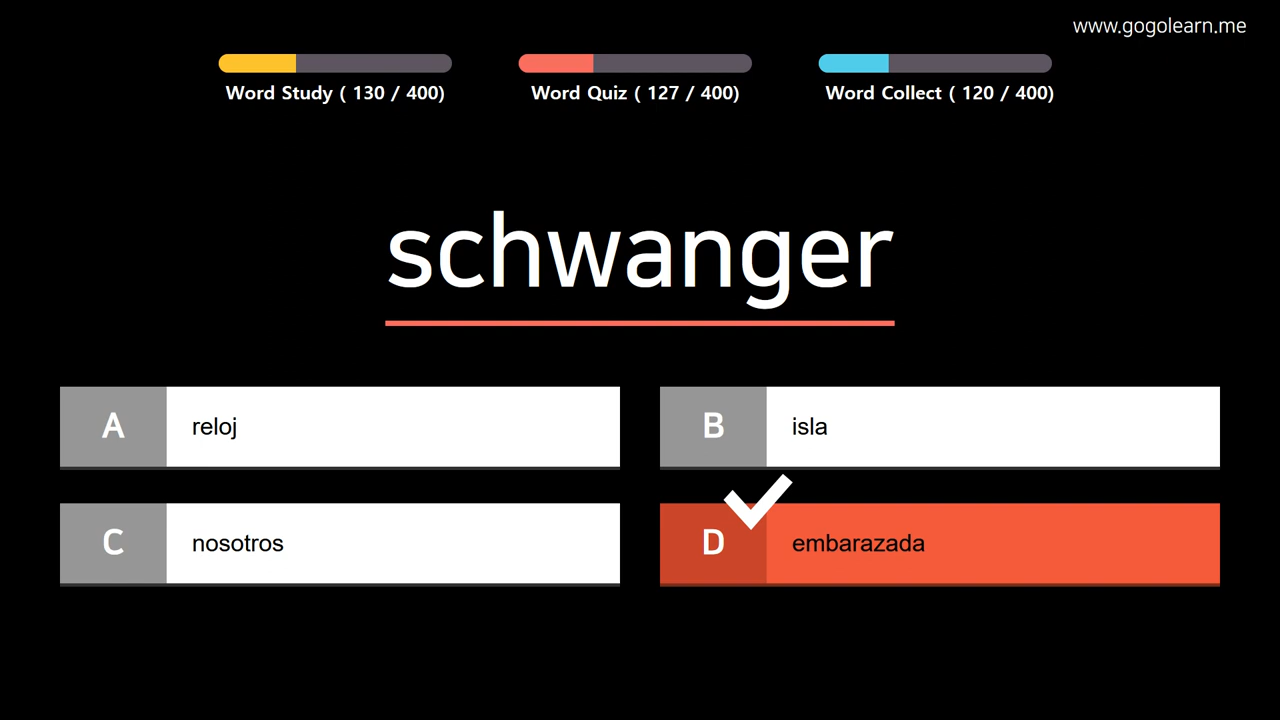 www.gogolearn.me
Word Study ( 130 / 400)
Word Quiz ( 127 / 400)
Word Collect ( 120 / 400)
schwanger
A reloj
B isla
C nosotros
D embarazada